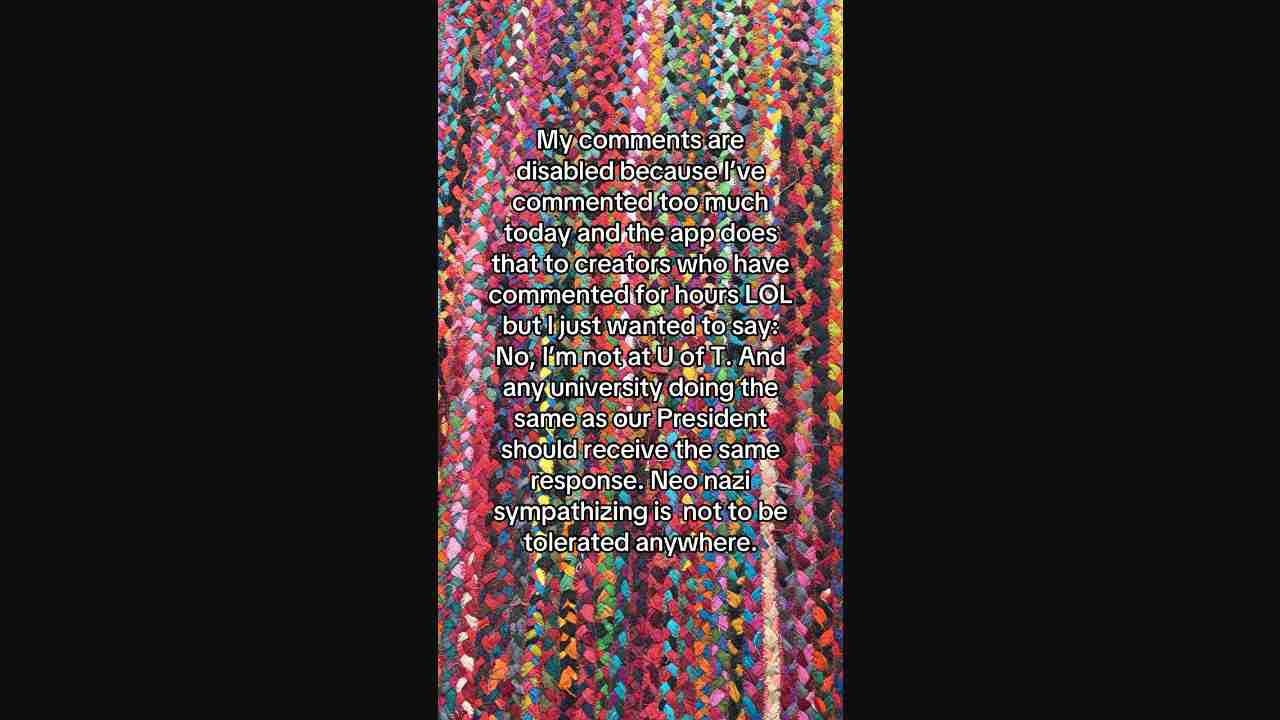 My comments are
disabled because I've
commented too much
today and the app does
that to creators who have
commented for hours LOL
but I just wanted to say:
No, I'm not at U of T. And
any university doing the
same as our President
should receive the same
response. Neo nazi
sympathizing is  not to be
tolerated anywhere.